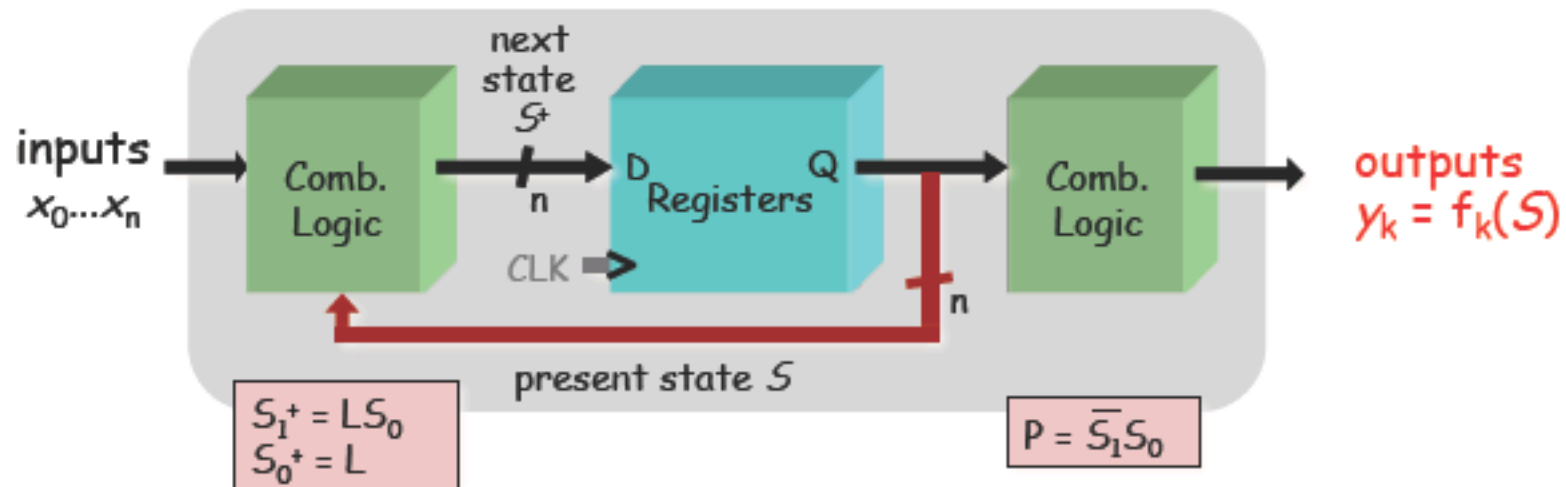 inputs
x₀...xₙ
Comb.
Logic
next
state
S⁺
n
D
Registers
Q
CLK
n
present state S
Comb.
Logic
outputs
yₖ = fₖ(S)
S₁⁺ = LS₀
S₀⁺ = L
P = S̅₁S₀